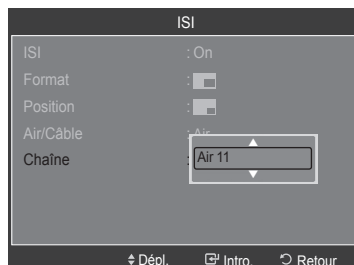 ISI
ISI : On
Format :
Position :
Air/Câble : Air
Chaîne : Air 11
Dépl. Intro. Retour